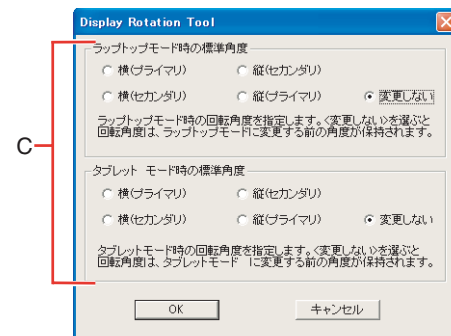 Display Rotation Tool
ラップトップモード時の標準角度
横(プライマリ) 縦(セカンダリ)
横(セカンダリ) 縦(プライマリ) 変更しない
ラップトップモード時の回転角度を指定します。<変更しない>を選ぶと
回転角度は、ラップトップモードに変更する前の角度が保持されます。
C
タブレット モード時の標準角度
横(プライマリ) 縦(セカンダリ)
横(セカンダリ) 縦(プライマリ) 変更しない
タブレットモード時の回転角度を指定します。<変更しない>を選ぶと
回転角度は、タブレットモード に変更する前の角度が保持されます。
OK キャンセル